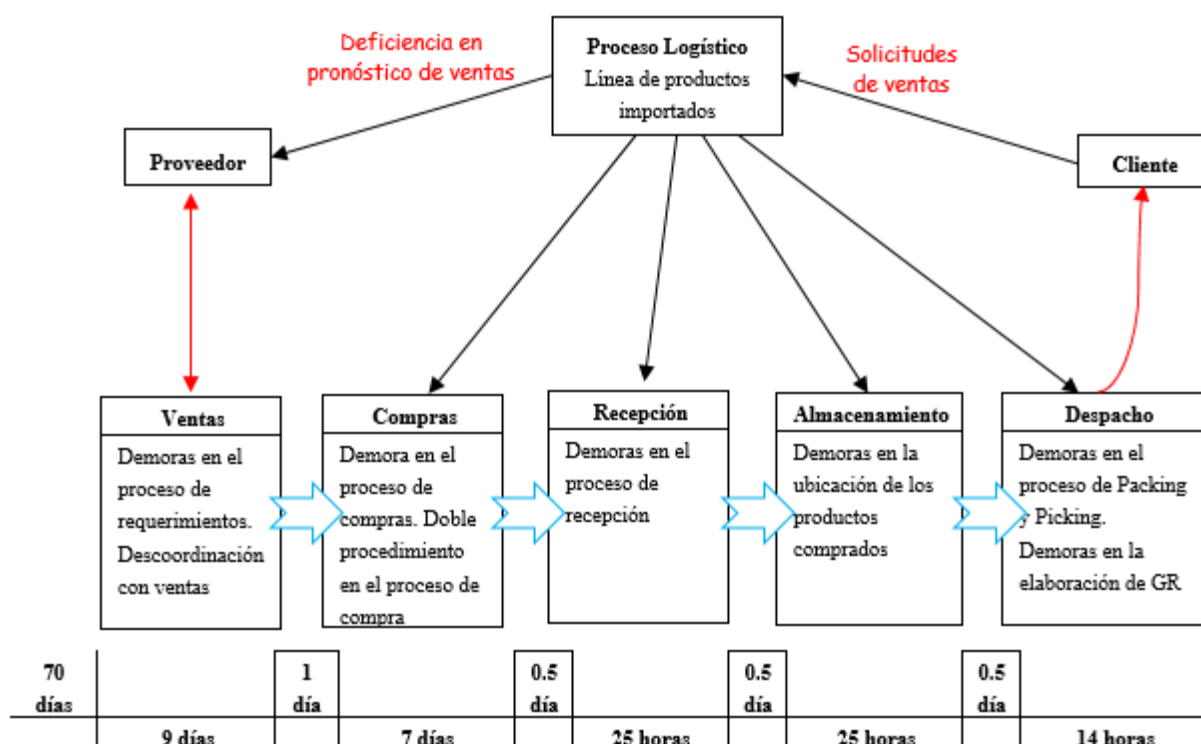 Proceso Logístico
Línea de productos
importados
Deficiencia en
pronóstico de ventas
Solicitudes
de ventas
Proveedor
Cliente
Ventas
Demoras en el
proceso de
requerimientos.
Descoordinación
con ventas
Compras
Demora en el
proceso de
compras. Doble
procedimiento
en el proceso de
compra
Recepción
Demoras en el
proceso de
recepción
Almacenamiento
Demoras en la
ubicación de los
productos
comprados
Despacho
Demoras en el
proceso de Packing
y Picking.
Demoras en la
elaboración de GR
70
días
1
día
0.5
día
0.5
día
0.5
día
9 días
7 días
25 horas
25 horas
14 horas